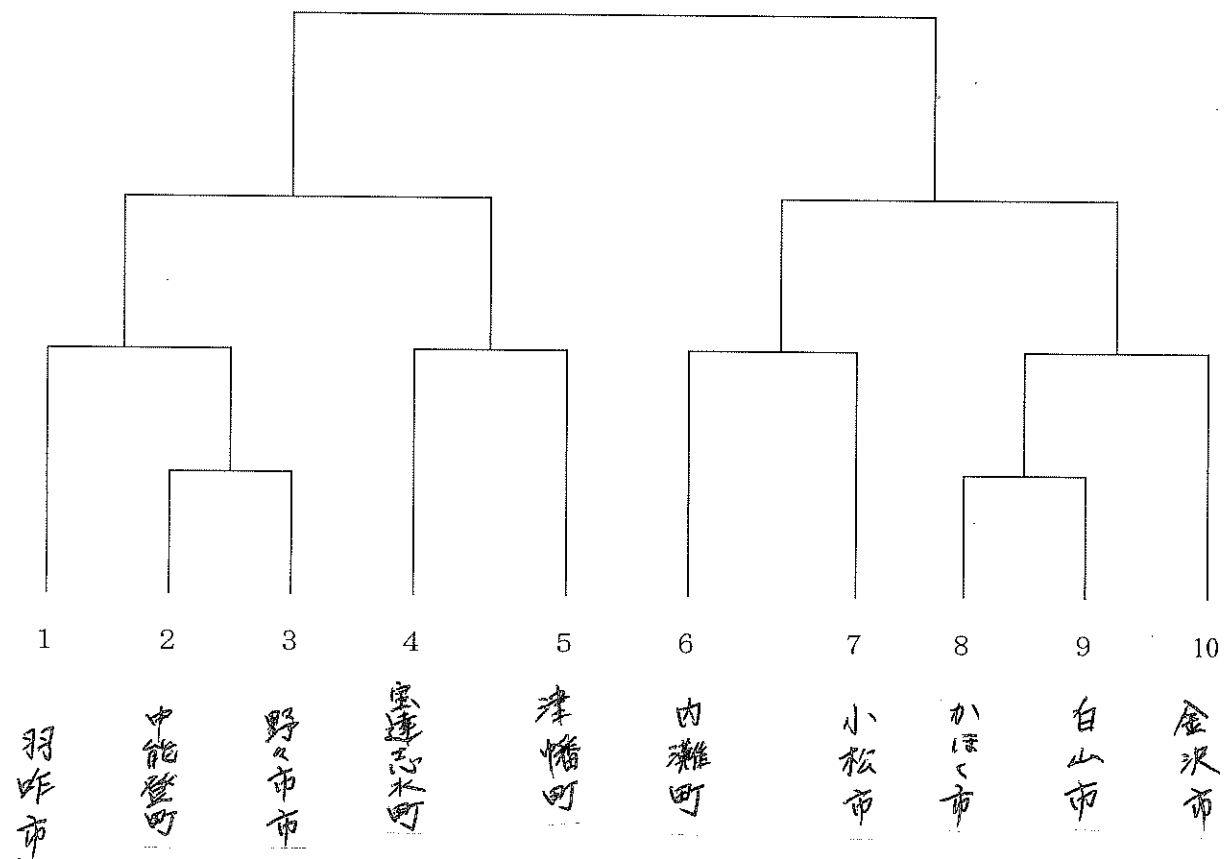 1 2 3 4 5 6 7 8 9 10
羽咋市
中能登町
野々市市
宝達志水町
津幡町
内灘町
小松市
かほく市
白山市
金沢市